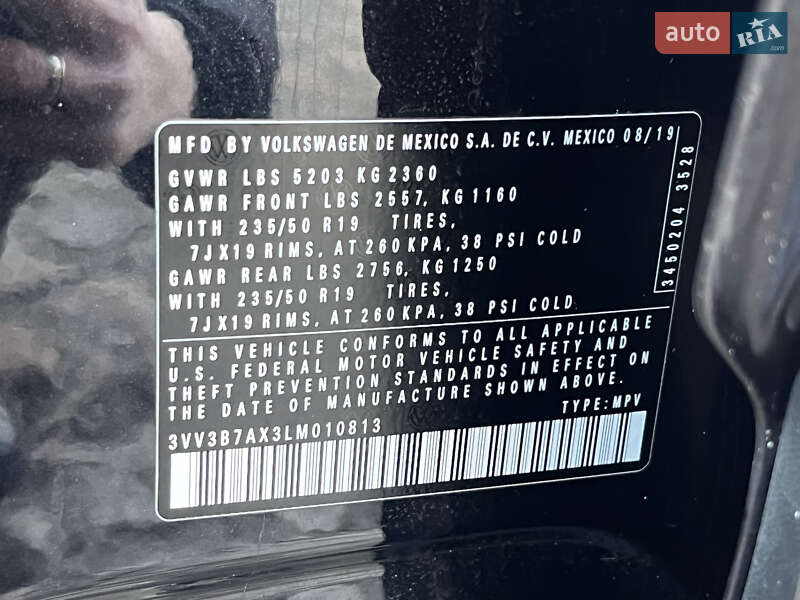 auto RIA .com
MFD BY VOLKSWAGEN DE MEXICO S.A. DE C.V. MEXICO 08/19
GVWR LBS 5203 KG 2360
GAWR FRONT LBS 2557, KG 1160
WITH 235/50 R19 TIRES,
7JX19 RIMS, AT 260 KPA, 38 PSI COLD
GAWR REAR LBS 2756, KG 1250
WITH 235/50 R19 TIRES,
7JX19 RIMS, AT 260 KPA, 38 PSI COLD
3450204 3528
THIS VEHICLE CONFORMS TO ALL APPLICABLE
U.S. FEDERAL MOTOR VEHICLE SAFETY AND
THEFT PREVENTION STANDARDS IN EFFECT ON
THE DATE OF MANUFACTURE SHOWN ABOVE.
TYPE: MPV
3VV3B7AX3LM010813